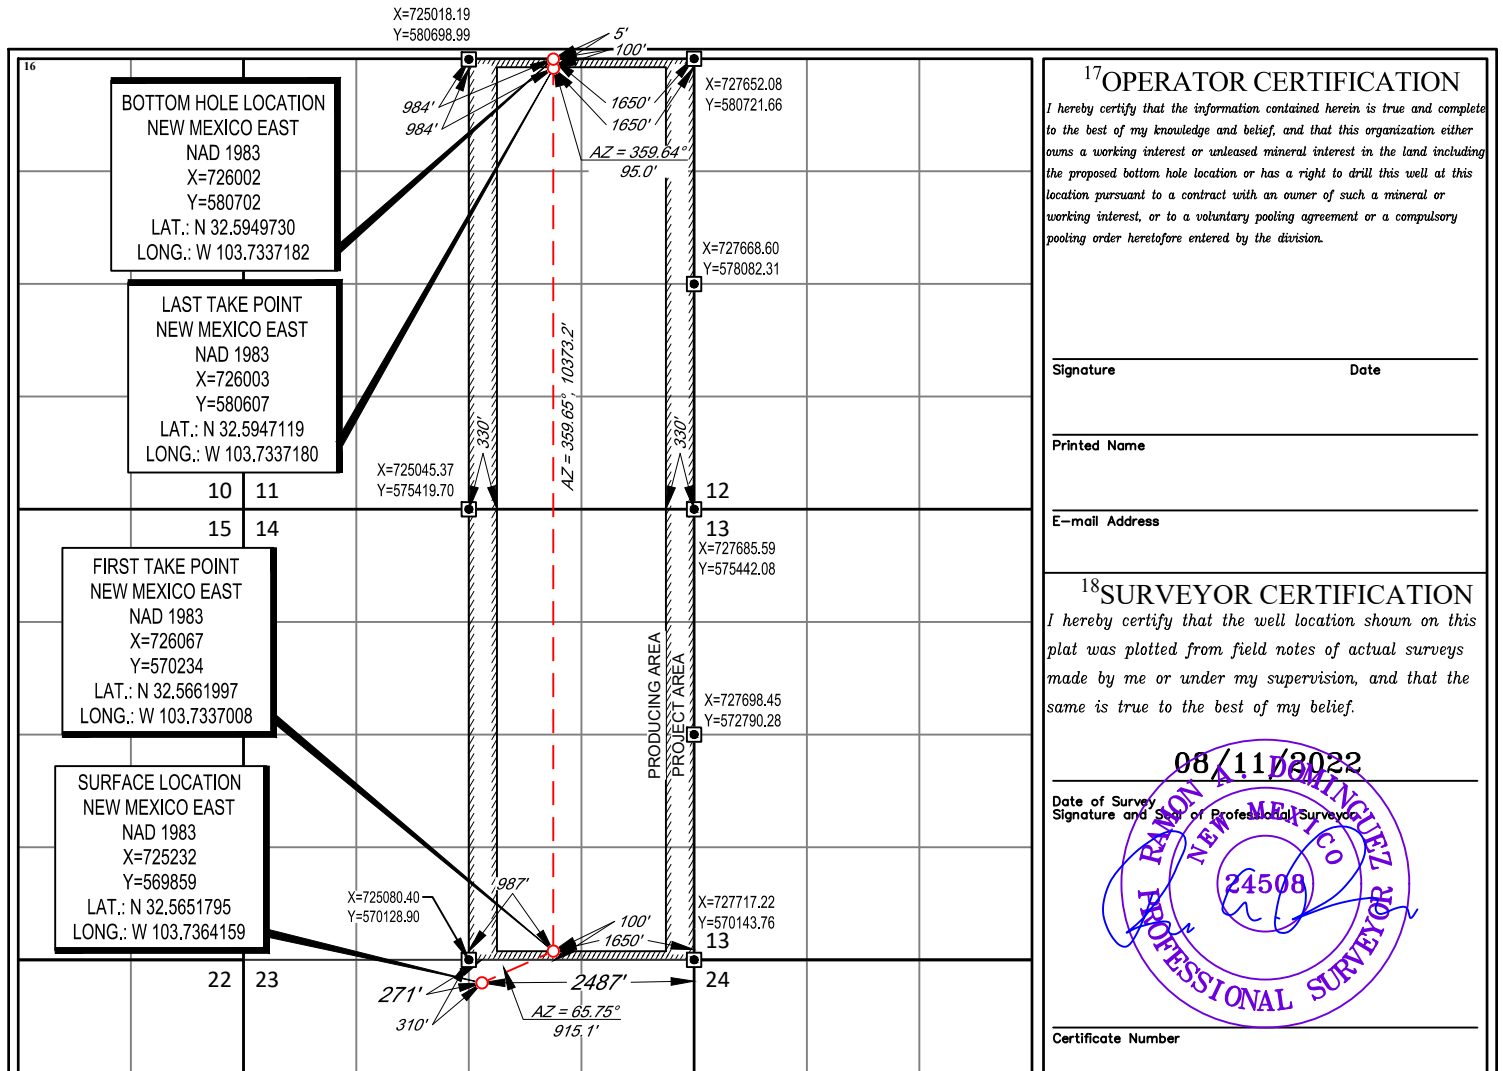 X=725018.19
Y=580698.99
5'
100'
16
BOTTOM HOLE LOCATION
NEW MEXICO EAST
NAD 1983
X=726002
Y=580702
LAT.: N 32.5949730
LONG.: W 103.7337182
984'
984'
1650'
1650'
X=727652.08
Y=580721.66
AZ = 359.64°
95.0'
LAST TAKE POINT
NEW MEXICO EAST
NAD 1983
X=726003
Y=580607
LAT.: N 32.5947119
LONG.: W 103.7337180
X=727668.60
Y=578082.31
AZ = 359.65°, 10373.2'
330'
330'
X=725045.37
Y=575419.70
10 11
12
15 14
13
X=727685.59
Y=575442.08
FIRST TAKE POINT
NEW MEXICO EAST
NAD 1983
X=726067
Y=570234
LAT.: N 32.5661997
LONG.: W 103.7337008
PRODUCING AREA
PROJECT AREA
X=727698.45
Y=572790.28
SURFACE LOCATION
NEW MEXICO EAST
NAD 1983
X=725232
Y=569859
LAT.: N 32.5651795
LONG.: W 103.7364159
X=725080.40
Y=570128.90
987'
100'
1650'
X=727717.22
Y=570143.76
13
22 23
24
271'
2487'
310'
AZ = 65.75°
915.1'
17OPERATOR CERTIFICATION
I hereby certify that the information contained herein is true and complete
to the best of my knowledge and belief, and that this organization either
owns a working interest or unleased mineral interest in the land including
the proposed bottom hole location or has a right to drill this well at this
location pursuant to a contract with an owner of such a mineral or
working interest, or to a voluntary pooling agreement or a compulsory
pooling order heretofore entered by the division.
Signature Date
Printed Name
E-mail Address
18SURVEYOR CERTIFICATION
I hereby certify that the well location shown on this
plat was plotted from field notes of actual surveys
made by me or under my supervision, and that the
same is true to the best of my belief.
08/11/2022
Date of Survey
Signature and Seal of Professional Surveyor
RAMON A. DOMINGUEZ
NEW MEXICO
24508
PROFESSIONAL SURVEYOR
Certificate Number